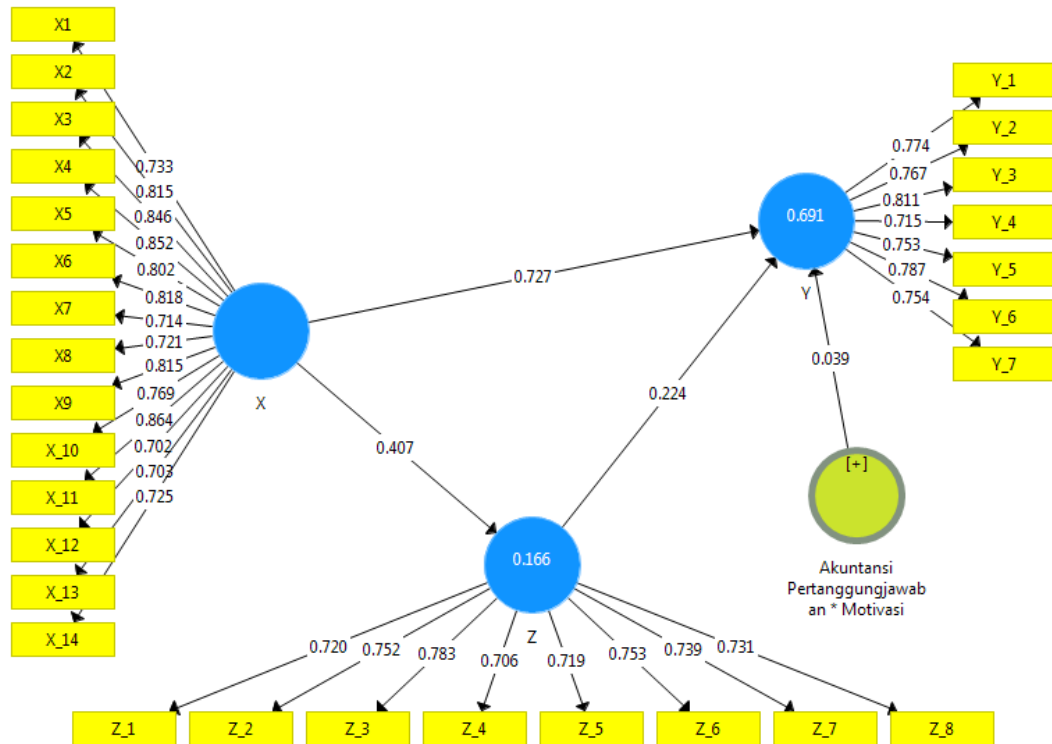 X1
X2
X3
X4
X5
X6
X7
X8
X9
X_10
X_11
X_12
X_13
X_14
0.733
0.815
0.846
0.852
0.802
0.818
0.714
0.721
0.815
0.769
0.864
0.702
0.703
0.725
X
0.727
0.407
0.224
0.039
0.691
Y
0.774
0.767
0.811
0.715
0.753
0.787
0.754
Y_1
Y_2
Y_3
Y_4
Y_5
Y_6
Y_7
[+]
Akuntansi
Pertanggungjawab
an * Motivasi
0.166
Z
0.720
0.752
0.783
0.706
0.719
0.753
0.739
0.731
Z_1
Z_2
Z_3
Z_4
Z_5
Z_6
Z_7
Z_8